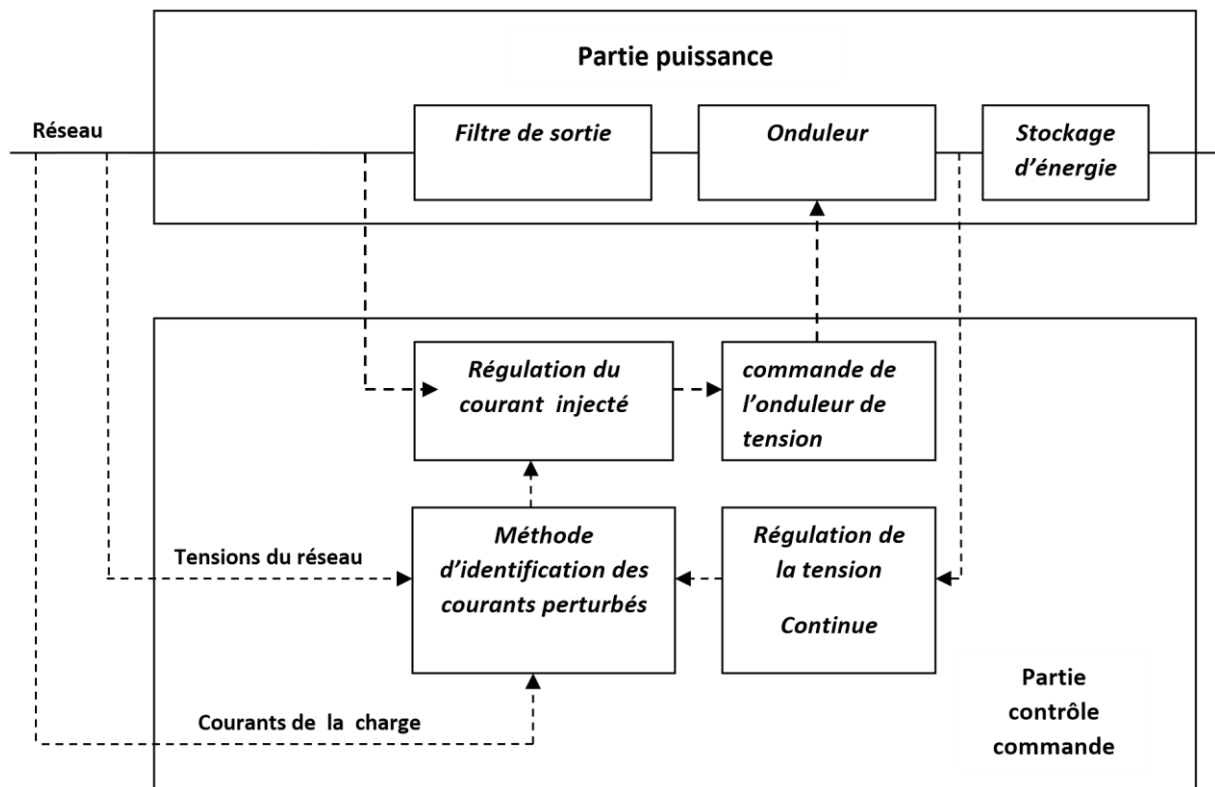 Partie puissance
Réseau
Filtre de sortie
Onduleur
Stockage
d'énergie
Régulation du
courant injecté
commande de
l'onduleur de
tension
Tensions du réseau
Méthode
d'identification des
courants perturbés
Régulation de
la tension
Continue
Courants de la charge
Partie
contrôle
commande